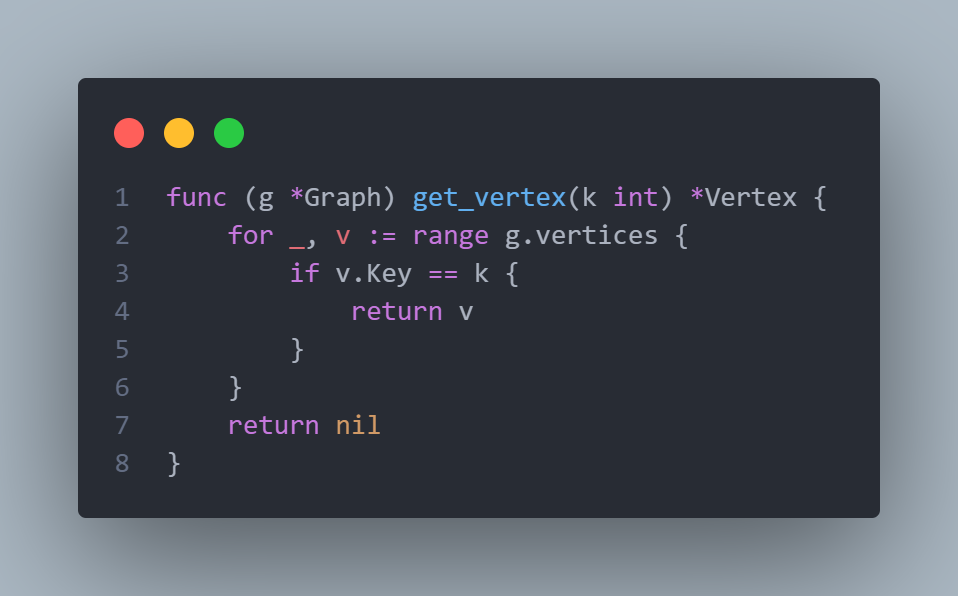 1 func (g *Graph) get_vertex(k int) *Vertex {
2     for _, v := range g.vertices {
3         if v.Key == k {
4             return v
5         }
6     }
7     return nil
8 }